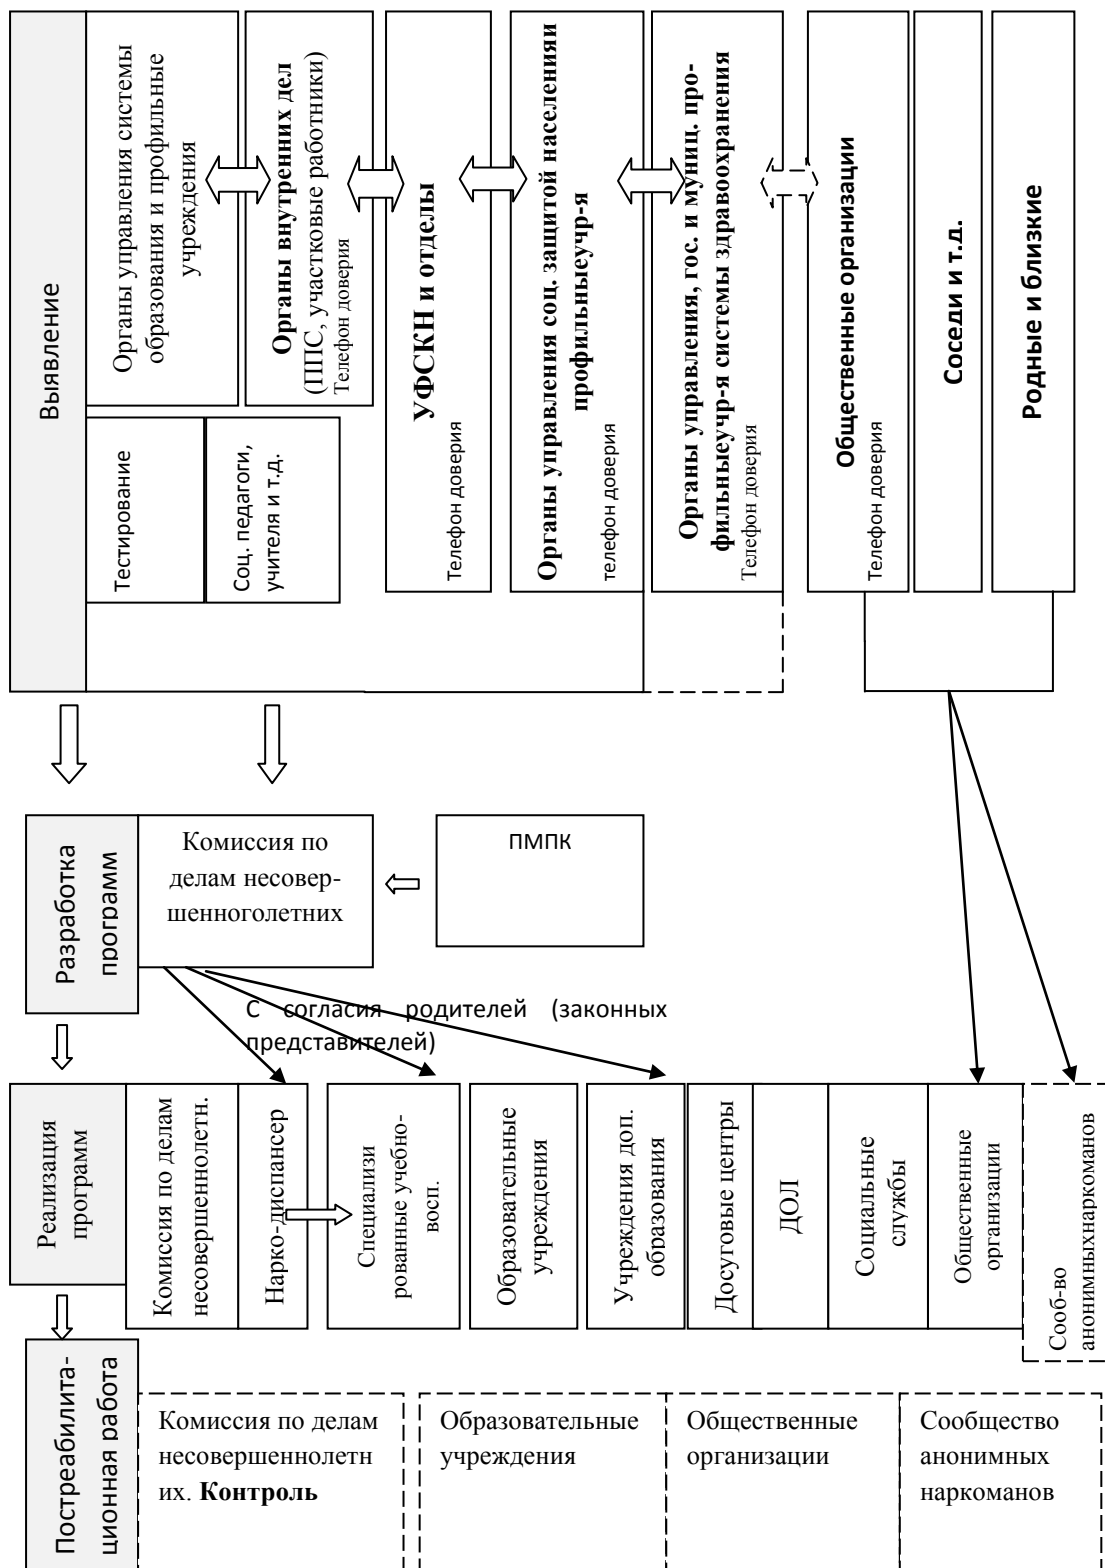 Выявление
Органы управления системы
образования и профильные
учреждения
Тестирование
Соц. педагоги,
учителя и т.д.
Органы внутренних дел
(ППС, участковые работники)
Телефон доверия
УФСКН и отделы
Телефон доверия
Органы управления соц. защитой населенияи
профильныеучр-я
телефон доверия
Органы управления, гос. и муниц. про-
фильныеучр-я системы здравоохранения
Телефон доверия
Общественные организации
Телефон доверия
Соседи и т.д.
Родные и близкие
Разработка
программ
Комиссия по
делам несовер-
шенноголетних
ПМПК
С согласия родителей (законных
представителей)
Реализация
программ
Комиссия по делам
несовершеннолетн.
Нарко-диспансер
Специализи
рованные учебно-
восп.
Образовательные
учреждения
Учреждения доп.
образования
Досуговые центры
ДОЛ
Социальные
службы
Общественные
организации
Сооб-во
анонимныхнаркоманов
Постреабилита-
ционная работа
Комиссия по делам
несовершеннолетн
их. Контроль
Образовательные
учреждения
Общественные
организации
Сообщество
анонимных
наркоманов